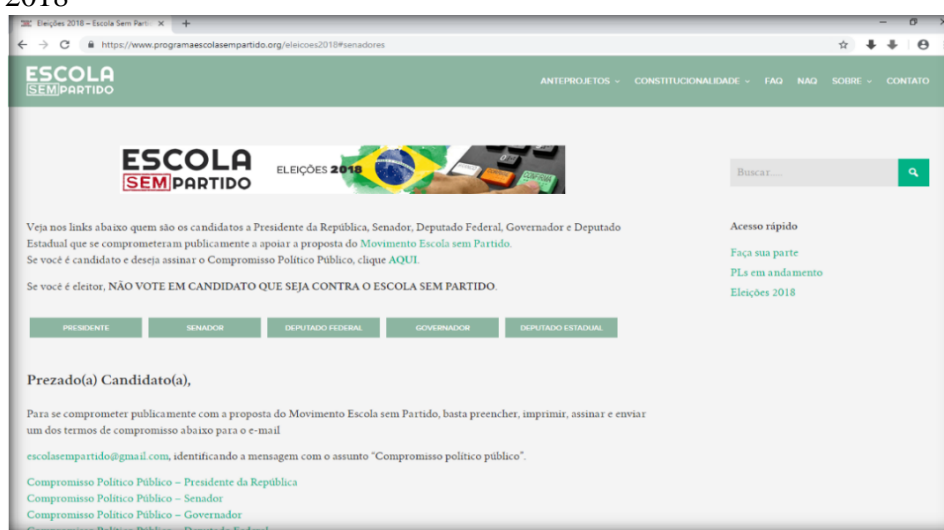 2018
Eleições 2018 – Escola Sem Parti
https://www.programaescolasempartido.org/eleicoes2018#senadores
ESCOLA
SEM PARTIDO
ANTEPROJETOS CONSTITUCIONALIDADE FAQ NAQ SOBRE CONTATO
ESCOLA
SEM PARTIDO
ELEIÇÕES 2018
Buscar...
Veja nos links abaixo quem são os candidatos a Presidente da República, Senador, Deputado Federal, Governador e Deputado
Estadual que se comprometeram publicamente a apoiar a proposta do Movimento Escola sem Partido.
Se você é candidato e deseja assinar o Compromisso Político Público, clique AQUI.
Se você é eleitor, NÃO VOTE EM CANDIDATO QUE SEJA CONTRA O ESCOLA SEM PARTIDO.
PRESIDENTE SENADOR DEPUTADO FEDERAL GOVERNADOR DEPUTADO ESTADUAL
Acesso rápido
Faça sua parte
PLs em andamento
Eleições 2018
Prezado(a) Candidato(a),
Para se comprometer publicamente com a proposta do Movimento Escola sem Partido, basta preencher, imprimir, assinar e enviar
um dos termos de compromisso abaixo para o e-mail
escolasempartido@gmail.com, identificando a mensagem com o assunto "Compromisso político público".
Compromisso Político Público – Presidente da República
Compromisso Político Público – Senador
Compromisso Político Público – Governador
Compromisso Político Público – Deputado Federal